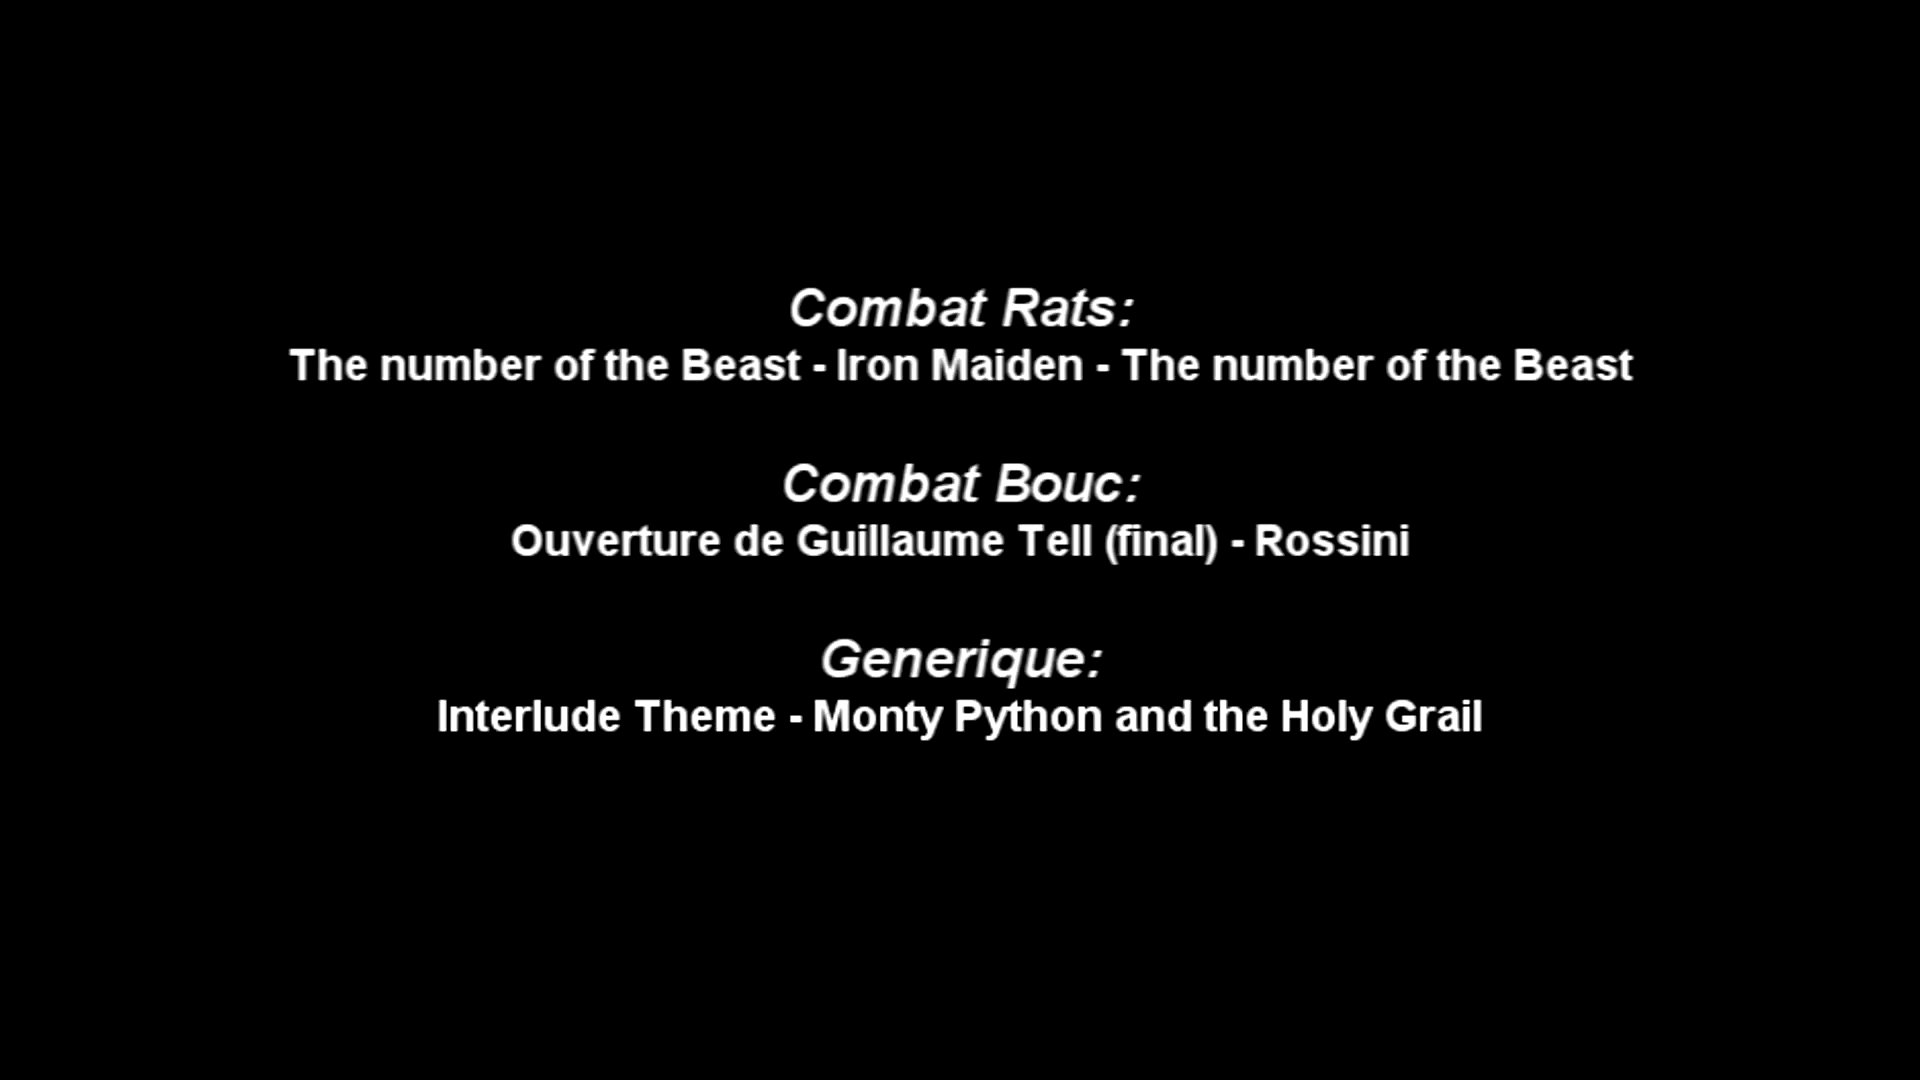 Combat Rats:
The number of the Beast - Iron Maiden - The number of the Beast
Combat Bouc:
Ouverture de Guillaume Tell (final) - Rossini
Generique:
Interlude Theme - Monty Python and the Holy Grail